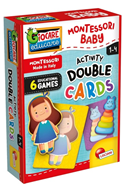 GIOCARE
educare
MONTESSORI
BABY
1-4
MONTESSORI
Made in Italy
6 EDUCATIONAL
GAMES
ACTIVITY
DOUBLE
CARDS
Lisciani